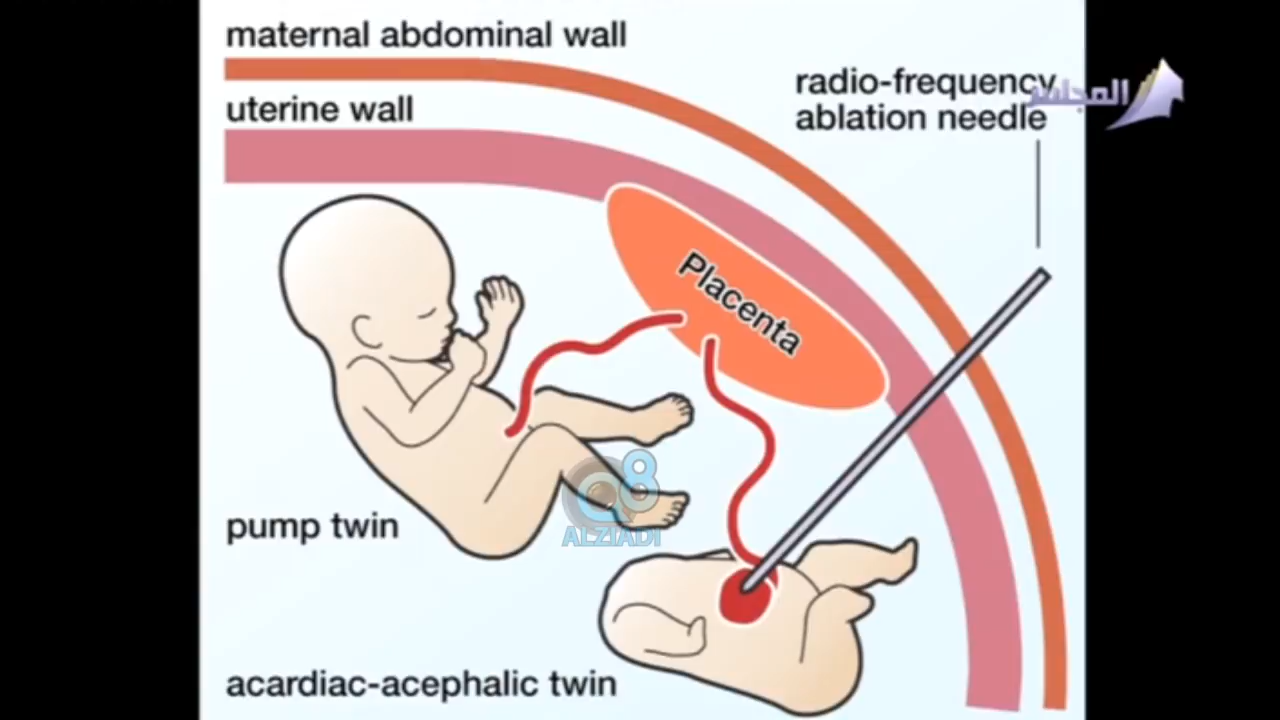 maternal abdominal wall
uterine wall
radio-frequency
ablation needle
المجلس
Placenta
Q8
ALZIADI
pump twin
acardiac-acephalic twin